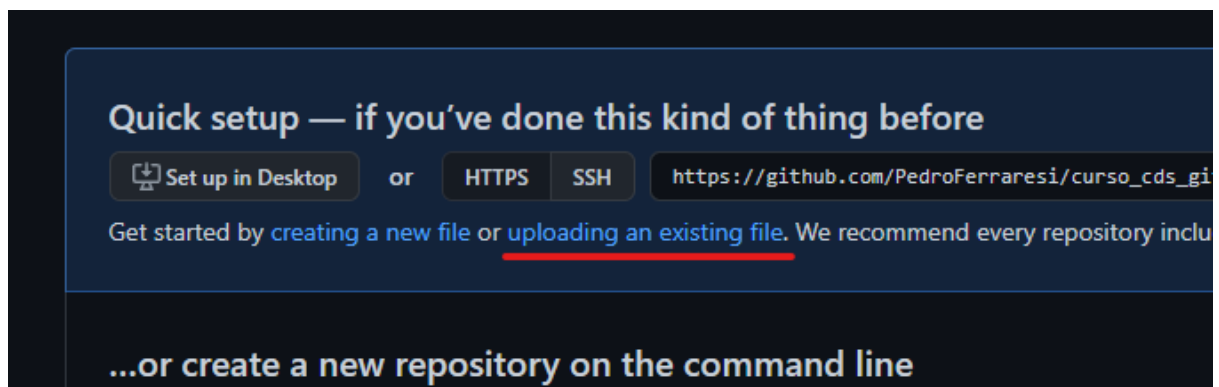 Quick setup — if you’ve done this kind of thing before
Set up in Desktop or HTTPS SSH https://github.com/PedroFerraresi/curso_cds_gi
Get started by creating a new file or uploading an existing file. We recommend every repository inclu
...or create a new repository on the command line